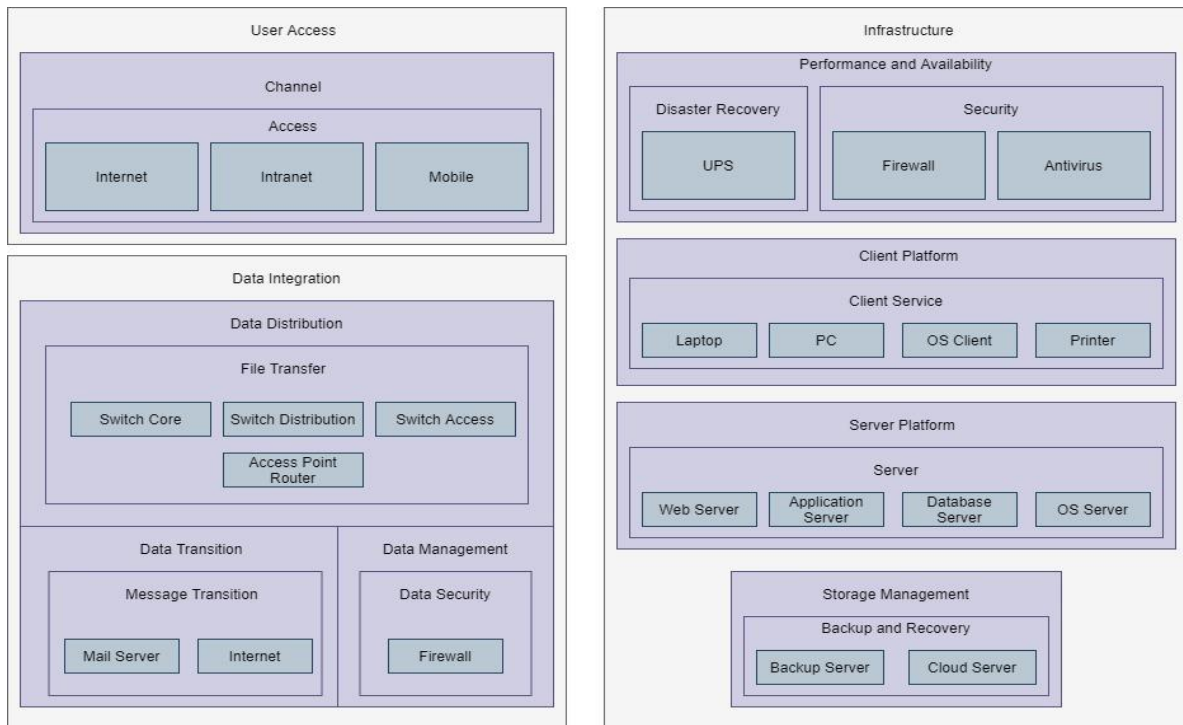 User Access
Channel
Access
Internet
Intranet
Mobile
Data Integration
Data Distribution
File Transfer
Switch Core
Switch Distribution
Switch Access
Access Point
Router
Data Transition
Message Transition
Mail Server
Internet
Data Management
Data Security
Firewall
Infrastructure
Performance and Availability
Disaster Recovery
UPS
Security
Firewall
Antivirus
Client Platform
Client Service
Laptop
PC
OS Client
Printer
Server Platform
Server
Web Server
Application
Server
Database
Server
OS Server
Storage Management
Backup and Recovery
Backup Server
Cloud Server